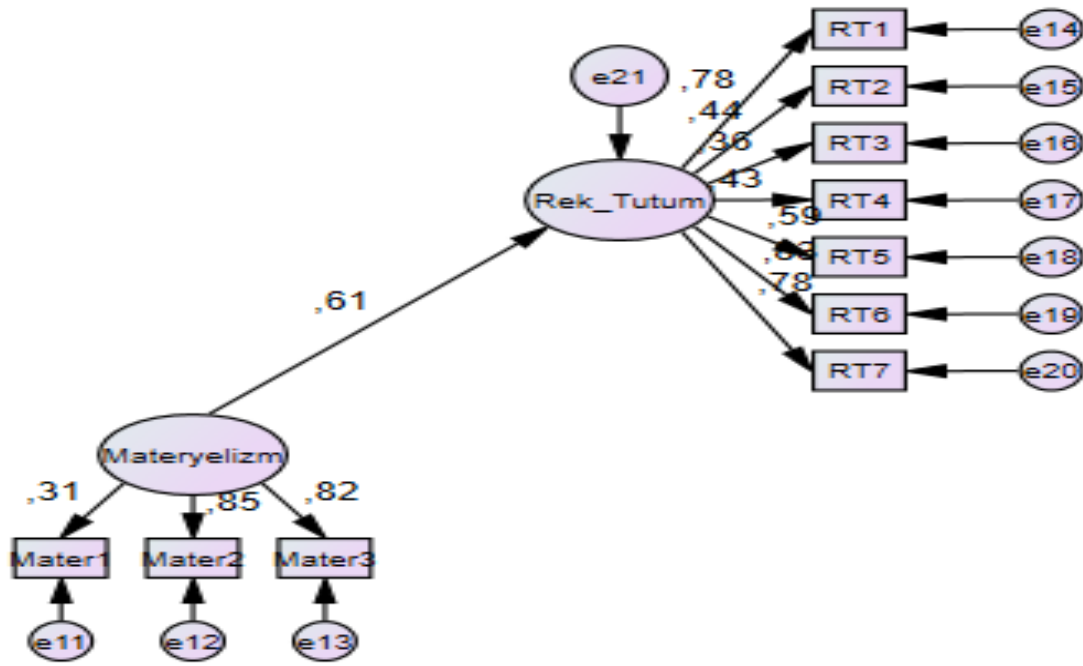 RT1
e14
e21
,78
RT2
e15
,44
RT3
e16
,36
,43
Rek_Tutum
RT4
e17
,59
RT5
e18
,78
RT6
e19
,61
RT7
e20
Materyelizm
,31
,85
,82
Mater1
Mater2
Mater3
e11
e12
e13